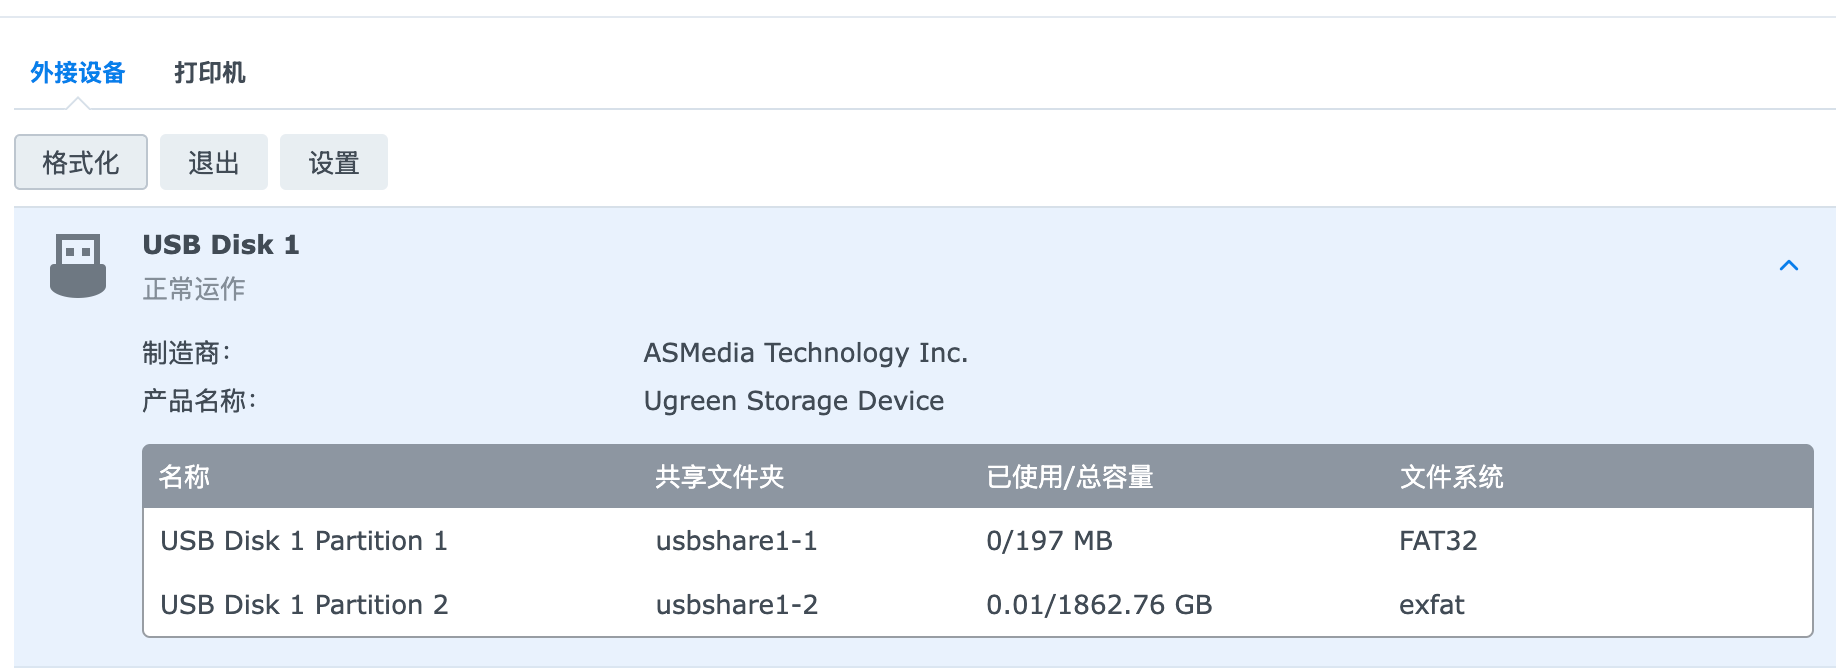 外接设备 打印机
格式化 退出 设置
USB Disk 1
正常运作
制造商: ASMedia Technology Inc.
产品名称: Ugreen Storage Device
名称 共享文件夹 已使用/总容量 文件系统
USB Disk 1 Partition 1 usbshare1-1 0/197 MB FAT32
USB Disk 1 Partition 2 usbshare1-2 0.01/1862.76 GB exfat